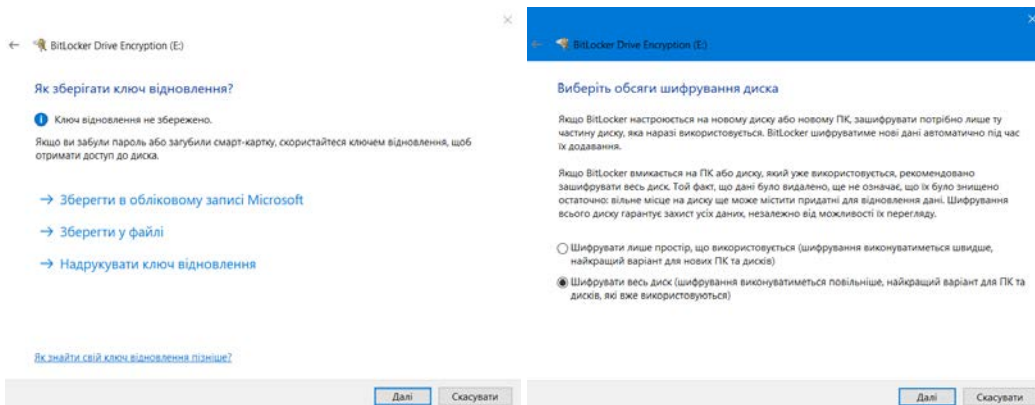 BitLocker Drive Encryption (E:)
Як зберігати ключ відновлення?
Ключ відновлення не збережено.
Якщо ви забули пароль або загубили смарт-картку, скористайтеся ключем відновлення, щоб
отримати доступ до диска.
Зберегти в обліковому записі Microsoft
Зберегти у файлі
Надрукувати ключ відновлення
Як знайти свій ключ відновлення пізніше?
Далі
Скасувати
BitLocker Drive Encryption (E:)
Виберіть обсяги шифрування диска
Якщо BitLocker настроюється на новому диску або новому ПК, зашифрувати потрібно лише ту
частину диску, яка наразі використовується. BitLocker шифруватиме нові дані автоматично під час
їх додавання.
Якщо BitLocker вмикається на ПК або диску, який уже використовується, рекомендовано
зашифрувати весь диск. Той факт, що дані було видалено, ще не означає, що їх було знищено
остаточно: вільне місце на диску ще може містити придатні для відновлення дані. Шифрування
всього диску гарантує захист усіх даних, незалежно від можливості їх перегляду.
Шифрувати лише простір, що використовується (шифрування виконуватиметься швидше,
найкращий варіант для нових ПК та дисків)
Шифрувати весь диск (шифрування виконуватиметься повільніше, найкращий варіант для ПК та
дисків, які вже використовуються)
Далі
Скасувати